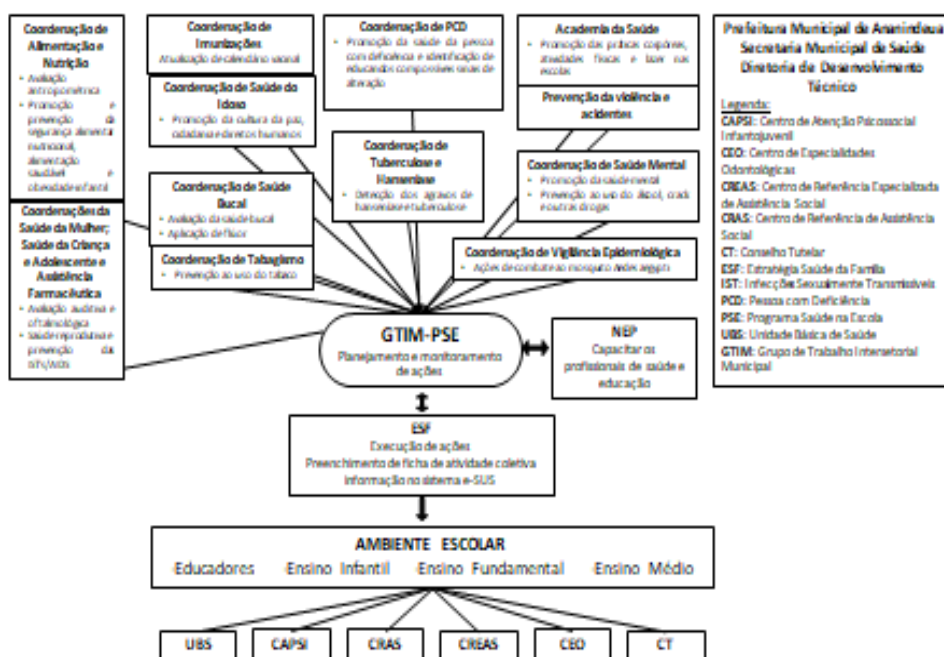 Coordenação de
Alimentação e
Nutrição
• Avaliação
antropométrica
• Promoção e
prevenção da
segurança alimentar
nutricional,
alimentação
saudável e
obesidade infantil
Coordenações da
Saúde da Mulher;
Saúde da Criança
e Adolescente e
Assistência
Farmacêutica
• Avaliação auditiva e
oftalmológica
• Saúde reprodutiva e
prevenção das
ISTs/AIDS
Coordenação de
Imunizações
Atualização de calendário vacinal
Coordenação de Saúde do
Idoso
• Promoção da cultura da paz,
cidadania e direitos humanos
Coordenação de Saúde
Bucal
• Avaliação da saúde bucal
• Aplicação de flúor
Coordenação de Tabagismo
• Prevenção ao uso do tabaco
Coordenação de PCD
• Promoção da saúde da pessoa
com deficiência e identificação de
educandos com possíveis sinais de
alteração
Coordenação de
Tuberculose e
Hanseníase
• Detecção dos agravos de
hanseníase e tuberculose
Academia da Saúde
• Promoção das práticas corporais,
atividades físicas e lazer nas
escolas
Prevenção da violência e
acidentes
Coordenação de Saúde Mental
• Promoção da saúde mental
• Prevenção ao uso do álcool, crack
e outras drogas
Coordenação de Vigilância Epidemiológica
• Ações de combate ao mosquito Aedes aegypti
GTIM-PSE
Planejamento e monitoramento
de ações
NEP
Capacitar os
profissionais de saúde e
educação
ESF
Execução de ações
Preenchimento de ficha de atividade coletiva
Informação no sistema e-SUS
AMBIENTE ESCOLAR
-Educadores -Ensino Infantil -Ensino Fundamental -Ensino Médio
UBS CAPSI CRAS CREAS CEO CT
Prefeitura Municipal de Ananindeua
Secretaria Municipal de Saúde
Diretoria de Desenvolvimento
Técnico
Legenda:
CAPSI: Centro de Atenção Psicossocial
Infantojuvenil
CEO: Centro de Especialidades
Odontológicas
CREAS: Centro de Referência Especializada
de Assistência Social
CRAS: Centro de Referência de Assistência
Social
CT: Conselho Tutelar
ESF: Estratégia Saúde da Família
IST: Infecções Sexualmente Transmissíveis
PCD: Pessoa com Deficiência
PSE: Programa Saúde na Escola
UBS: Unidade Básica de Saúde
GTIM: Grupo de Trabalho Intersetorial
Municipal